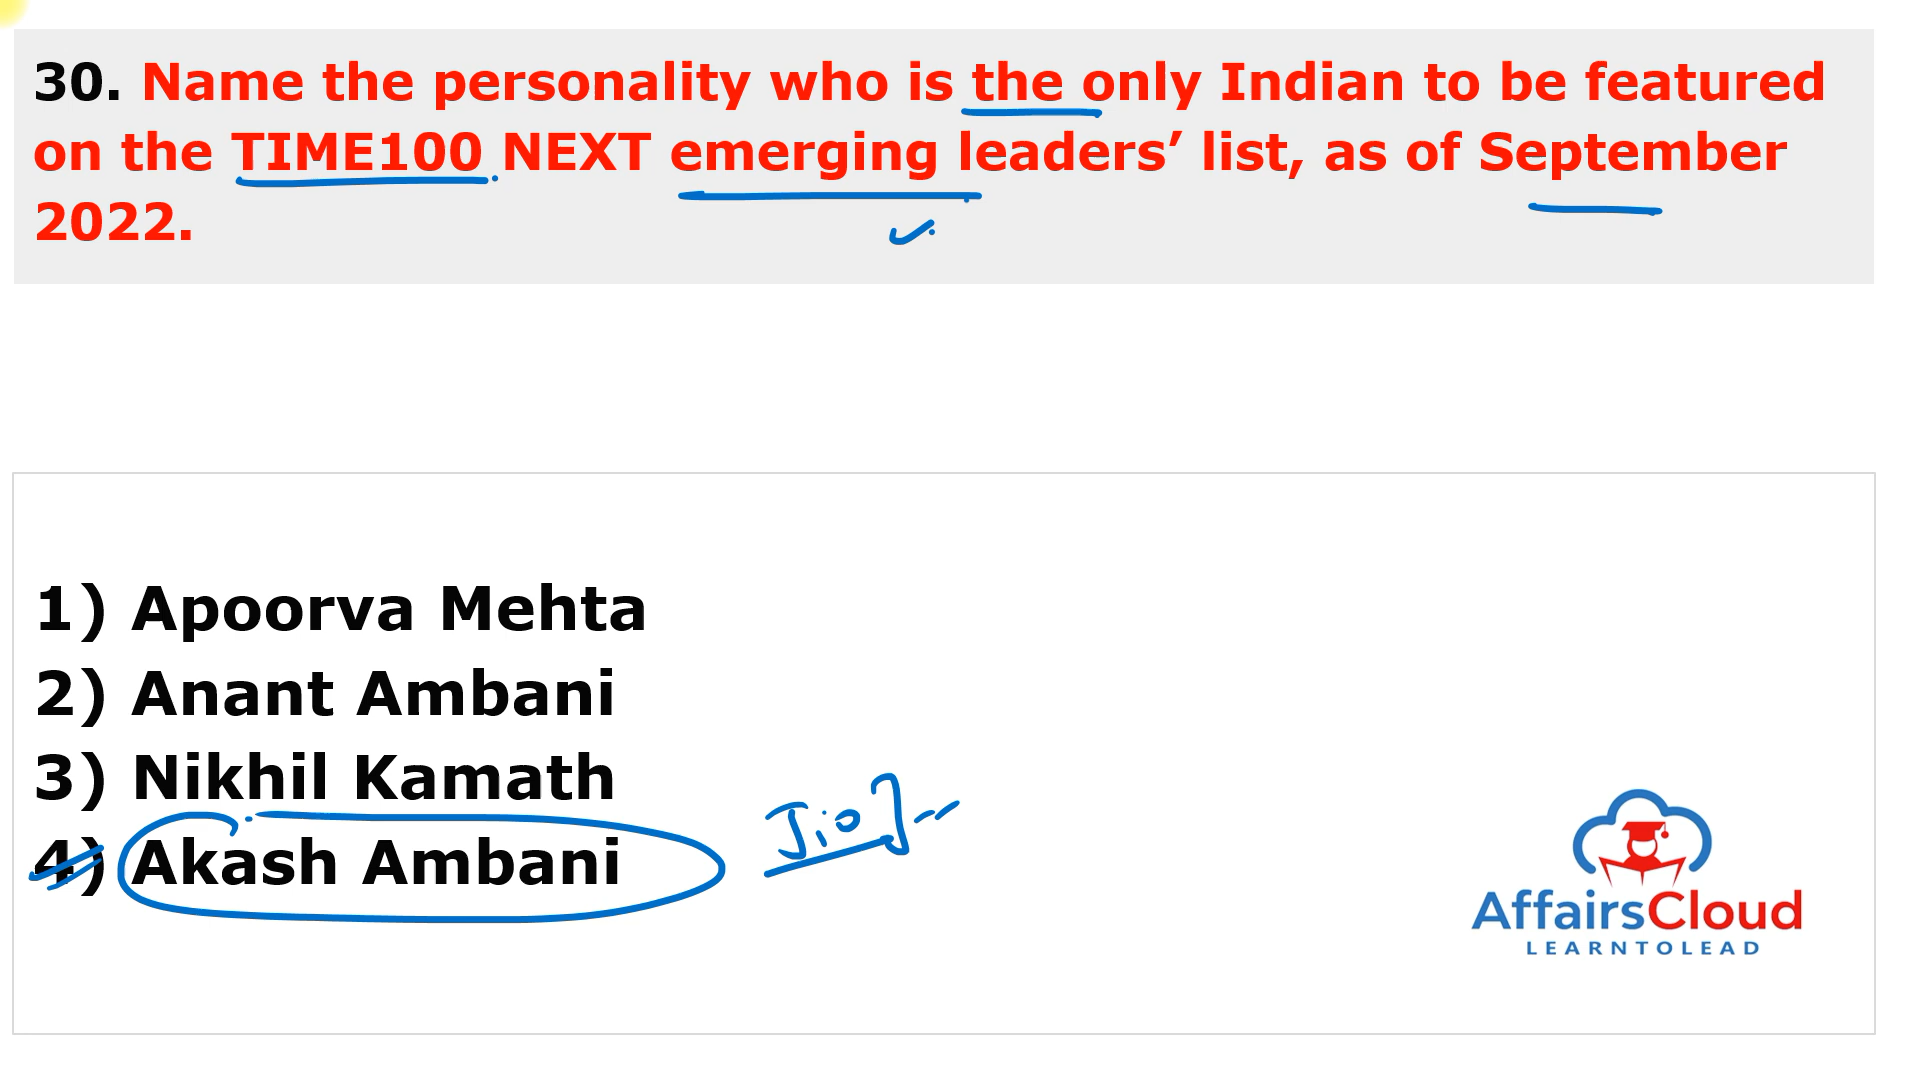 30. Name the personality who is the only Indian to be featured
on the TIME100 NEXT emerging leaders’ list, as of September
2022.
1) Apoorva Mehta
2) Anant Ambani
3) Nikhil Kamath
4) Akash Ambani
Jio
AffairsCloud
LEARNTOLEAD